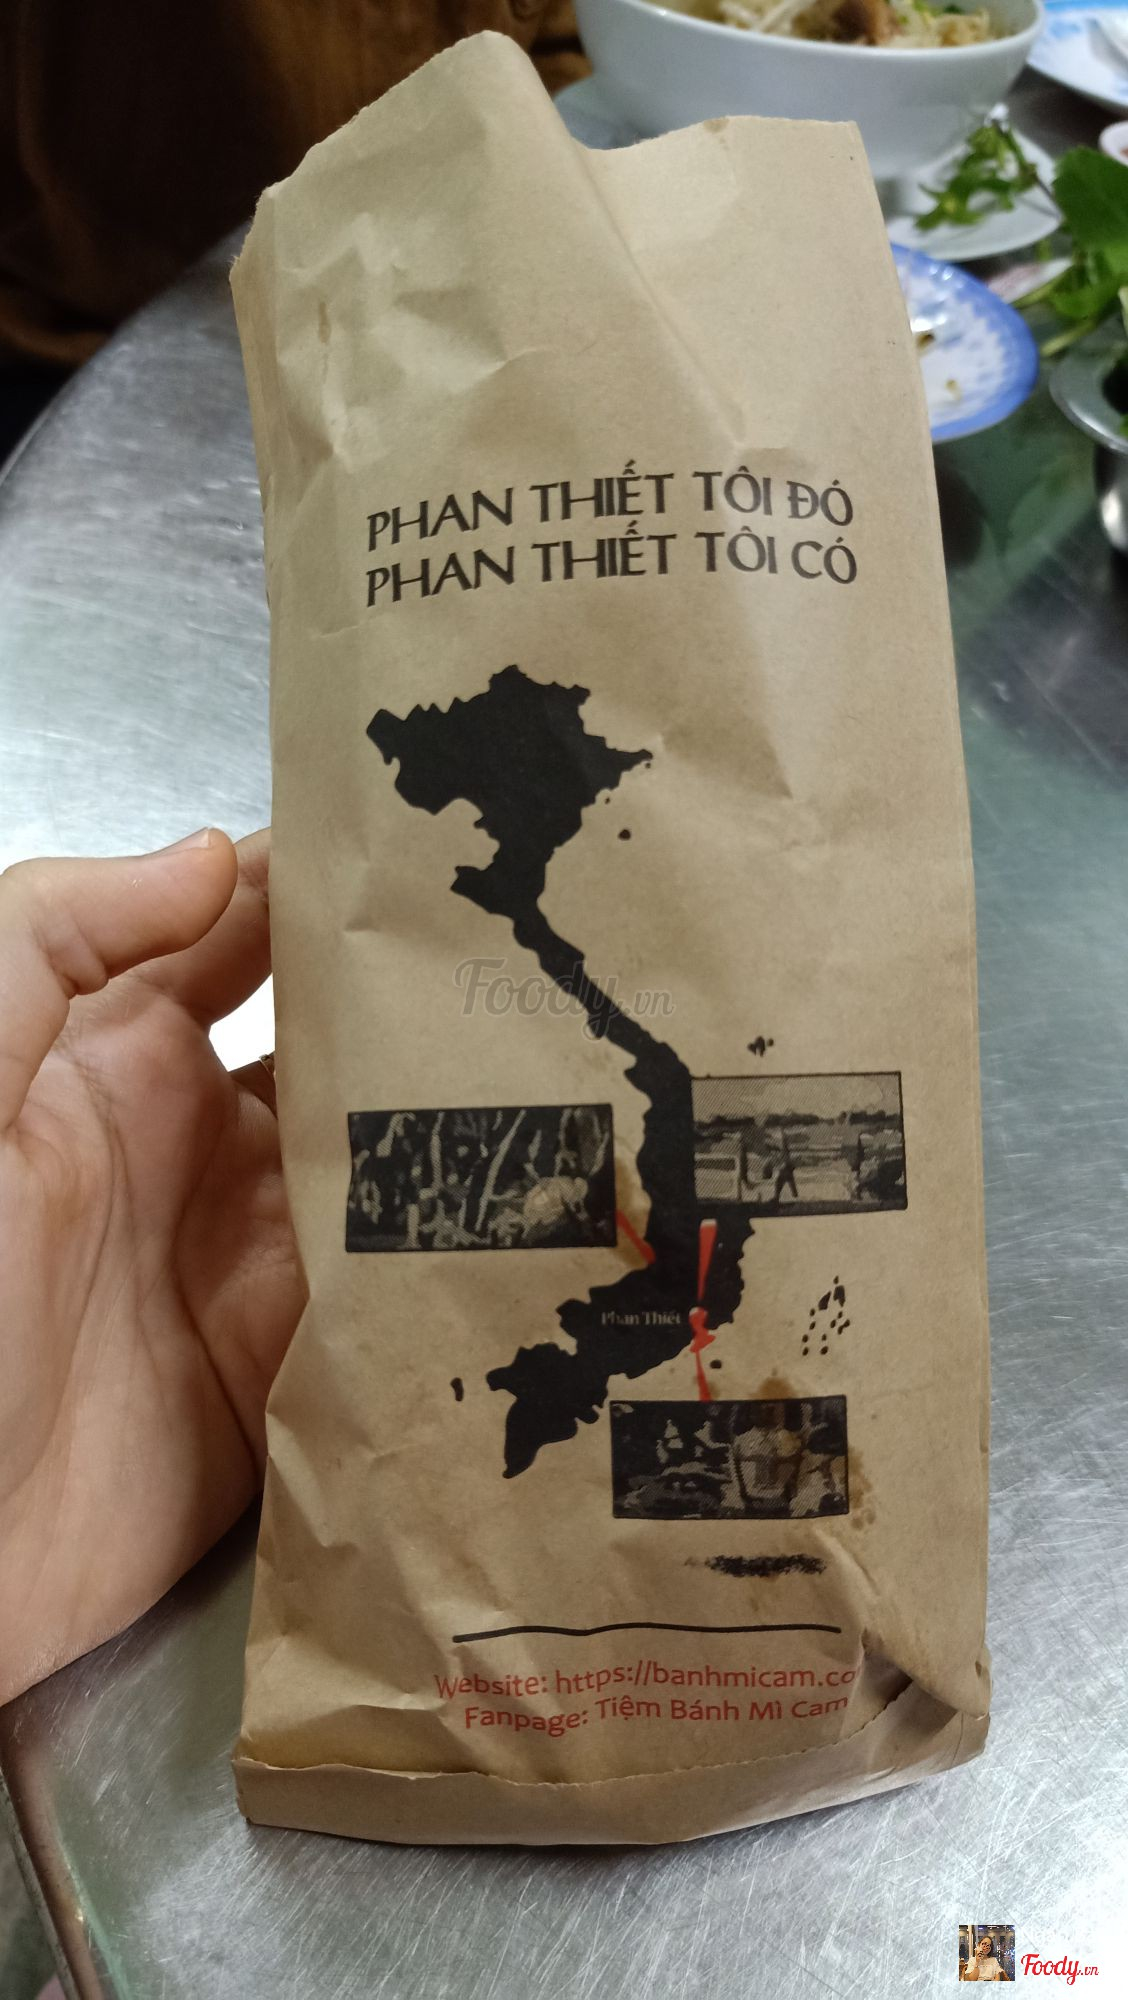 PHAN THIẾT TÔI ĐÓ
PHAN THIẾT TÔI CÓ
Foody.vn
Phan Thiết
Website: https://banhmicam.co
Fanpage: Tiệm Bánh Mì Cam
Foody.vn